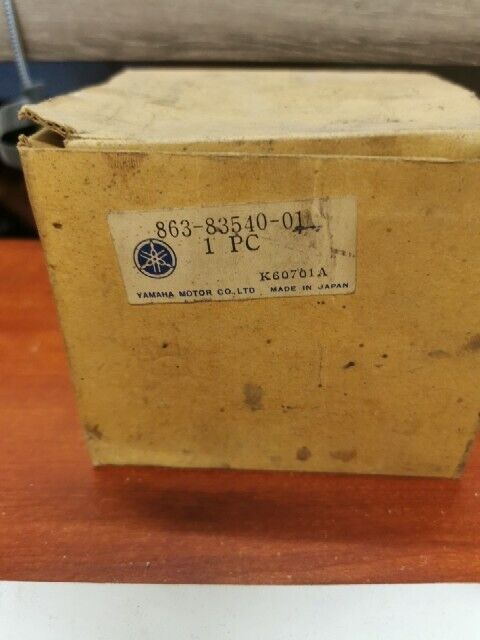 863-83540-01
1 PC
K60701A
YAMAHA MOTOR CO.,LTD MADE IN JAPAN